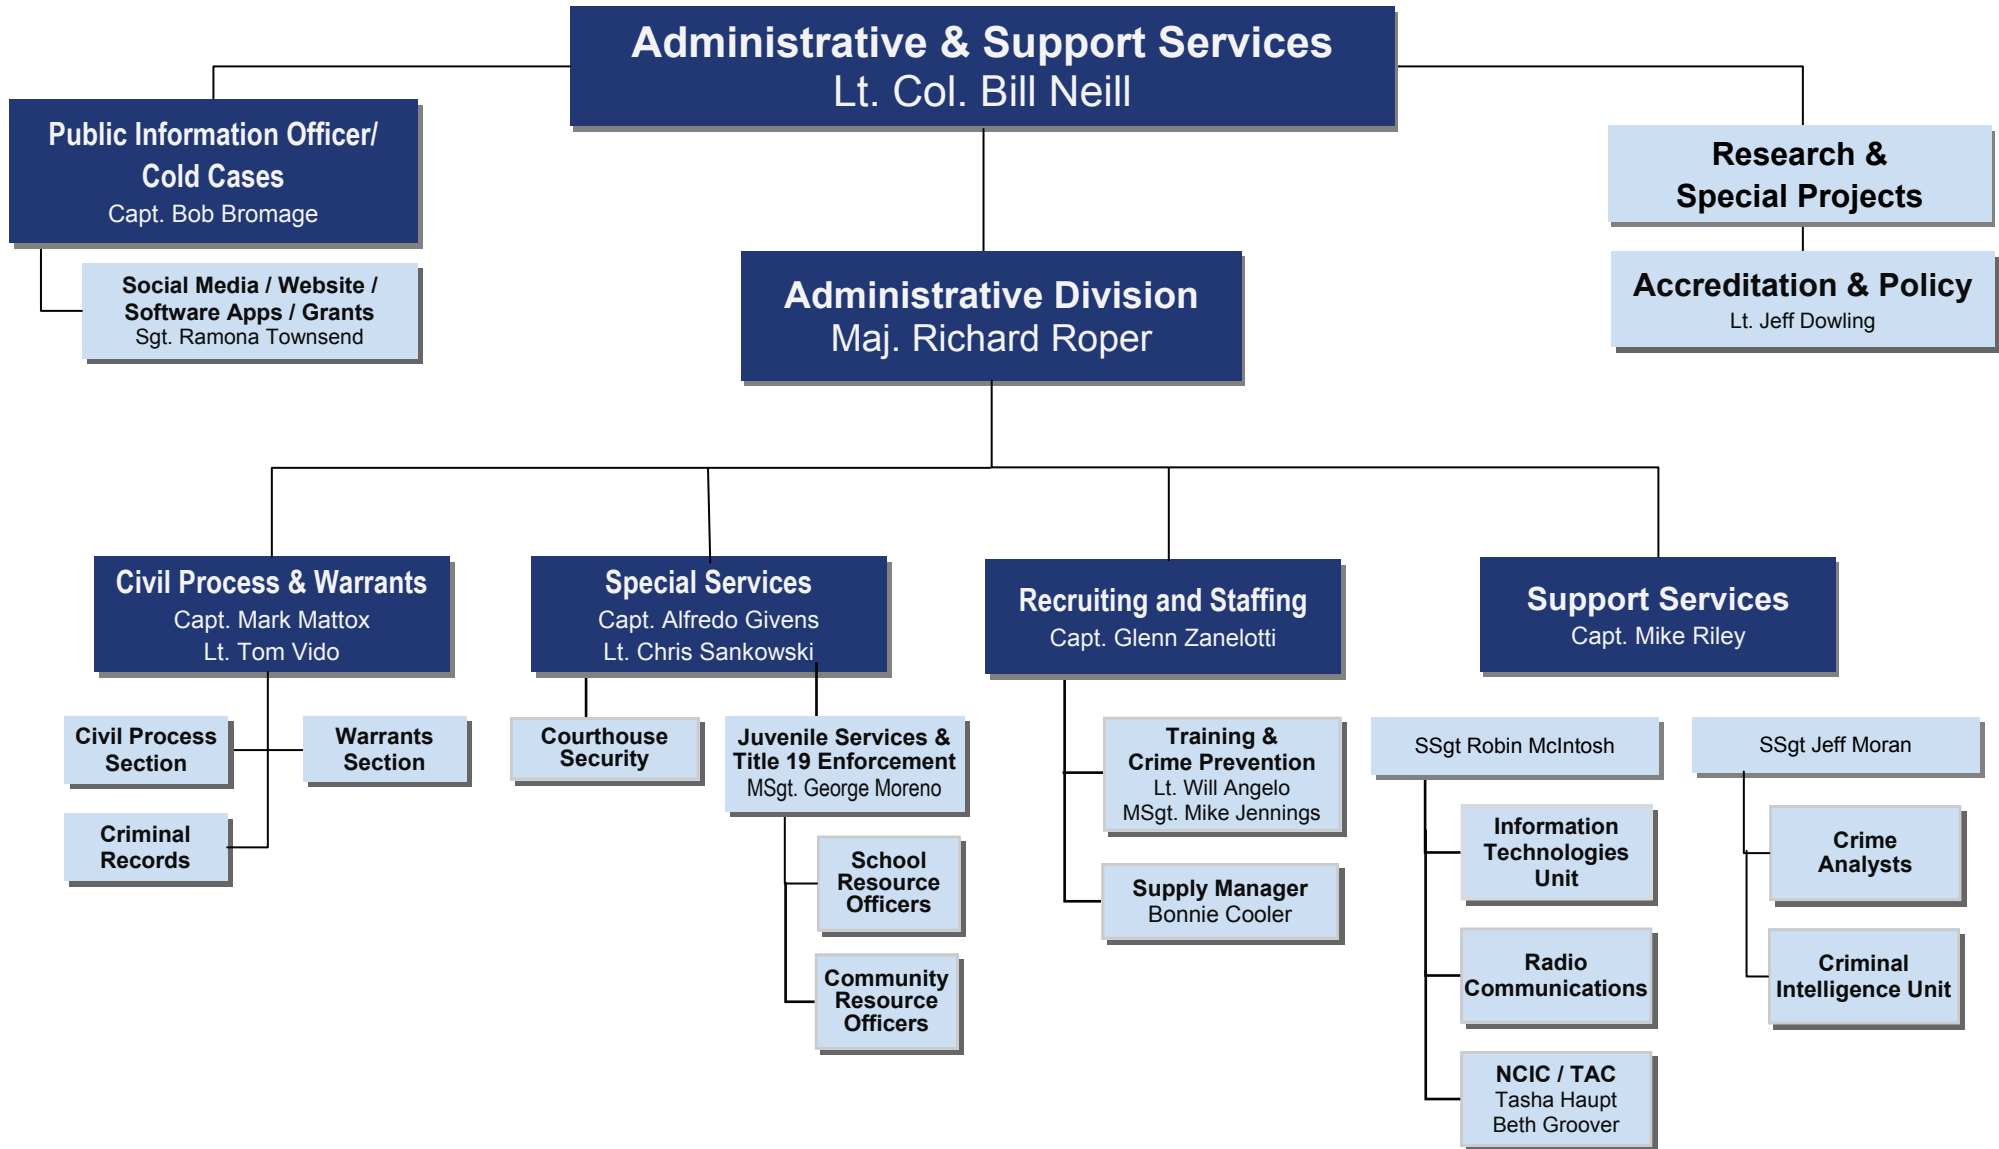 Administrative & Support Services
Lt. Col. Bill Neill
Public Information Officer/
Cold Cases
Capt. Bob Bromage
Social Media / Website /
Software Apps / Grants
Sgt. Ramona Townsend
Research &
Special Projects
Accreditation & Policy
Lt. Jeff Dowling
Administrative Division
Maj. Richard Roper
Civil Process & Warrants
Capt. Mark Mattox
Lt. Tom Vido
Civil Process
Section
Warrants
Section
Criminal
Records
Special Services
Capt. Alfredo Givens
Lt. Chris Sankowski
Courthouse
Security
Juvenile Services &
Title 19 Enforcement
MSgt. George Moreno
School
Resource
Officers
Community
Resource
Officers
Recruiting and Staffing
Capt. Glenn Zanelotti
Training &
Crime Prevention
Lt. Will Angelo
MSgt. Mike Jennings
Supply Manager
Bonnie Cooler
Support Services
Capt. Mike Riley
SSgt Robin McIntosh
Information
Technologies
Unit
Radio
Communications
NCIC / TAC
Tasha Haupt
Beth Groover
SSgt Jeff Moran
Crime
Analysts
Criminal
Intelligence Unit